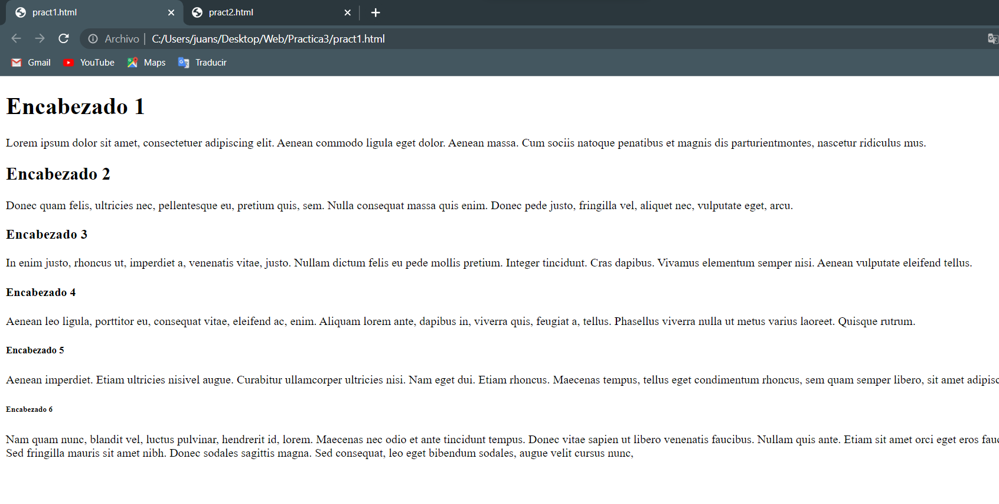 pract1.html
pract2.html
Archivo | C:/Users/juans/Desktop/Web/Practica3/pract1.html
Gmail YouTube Maps Traducir
Encabezado 1
Lorem ipsum dolor sit amet, consectetuer adipiscing elit. Aenean commodo ligula eget dolor. Aenean massa. Cum sociis natoque penatibus et magnis dis parturientmontes, nascetur ridiculus mus.
Encabezado 2
Donec quam felis, ultricies nec, pellentesque eu, pretium quis, sem. Nulla consequat massa quis enim. Donec pede justo, fringilla vel, aliquet nec, vulputate eget, arcu.
Encabezado 3
In enim justo, rhoncus ut, imperdiet a, venenatis vitae, justo. Nullam dictum felis eu pede mollis pretium. Integer tincidunt. Cras dapibus. Vivamus elementum semper nisi. Aenean vulputate eleifend tellus.
Encabezado 4
Aenean leo ligula, porttitor eu, consequat vitae, eleifend ac, enim. Aliquam lorem ante, dapibus in, viverra quis, feugiat a, tellus. Phasellus viverra nulla ut metus varius laoreet. Quisque rutrum.
Encabezado 5
Aenean imperdiet. Etiam ultricies nisivel augue. Curabitur ullamcorper ultricies nisi. Nam eget dui. Etiam rhoncus. Maecenas tempus, tellus eget condimentum rhoncus, sem quam semper libero, sit amet adipisc
Encabezado 6
Nam quam nunc, blandit vel, luctus pulvinar, hendrerit id, lorem. Maecenas nec odio et ante tincidunt tempus. Donec vitae sapien ut libero venenatis faucibus. Nullam quis ante. Etiam sit amet orci eget eros fauc
Sed fringilla mauris sit amet nibh. Donec sodales sagittis magna. Sed consequat, leo eget bibendum sodales, augue velit cursus nunc,